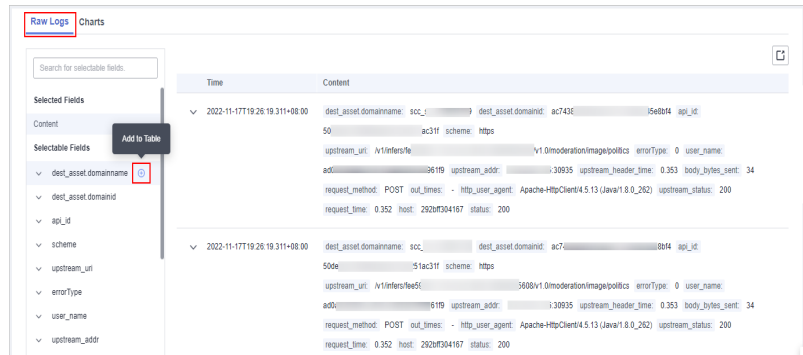 Raw Logs Charts
Search for selectable fields.
Selected Fields
Content
Add to Table
Selectable Fields
dest_asset.domainname
dest_asset.domainid
api_id
scheme
upstream_uri
errorType
user_name
upstream_addr
Time Content
2022-11-17T19:26:19.311+08:00 dest_asset.domainname: scc_ 9 dest_asset.domainid: ac7438 45e8bf4 api_id:
50 ac31f scheme: https
upstream_uri: /v1/infers/fe /v1.0/moderation/image/politics errorType: 0 user_name:
ad0 961f9 upstream_addr: :30935 upstream_header_time: 0.353 body_bytes_sent: 34
request_method: POST out_times: - http_user_agent: Apache-HttpClient/4.5.13 (Java/1.8.0_262) upstream_status: 200
request_time: 0.352 host: 292bff304167 status: 200
2022-11-17T19:26:19.311+08:00 dest_asset.domainname: scc_ dest_asset.domainid: ac74 8bf4 api_id:
50de 51ac31f scheme: https
upstream_uri: /v1/infers/fee5 5608/v1.0/moderation/image/politics errorType: 0 user_name:
ad0 61f9 upstream_addr: :30935 upstream_header_time: 0.353 body_bytes_sent: 34
request_method: POST out_times: - http_user_agent: Apache-HttpClient/4.5.13 (Java/1.8.0_262) upstream_status: 200
request_time: 0.352 host: 292bff304167 status: 200